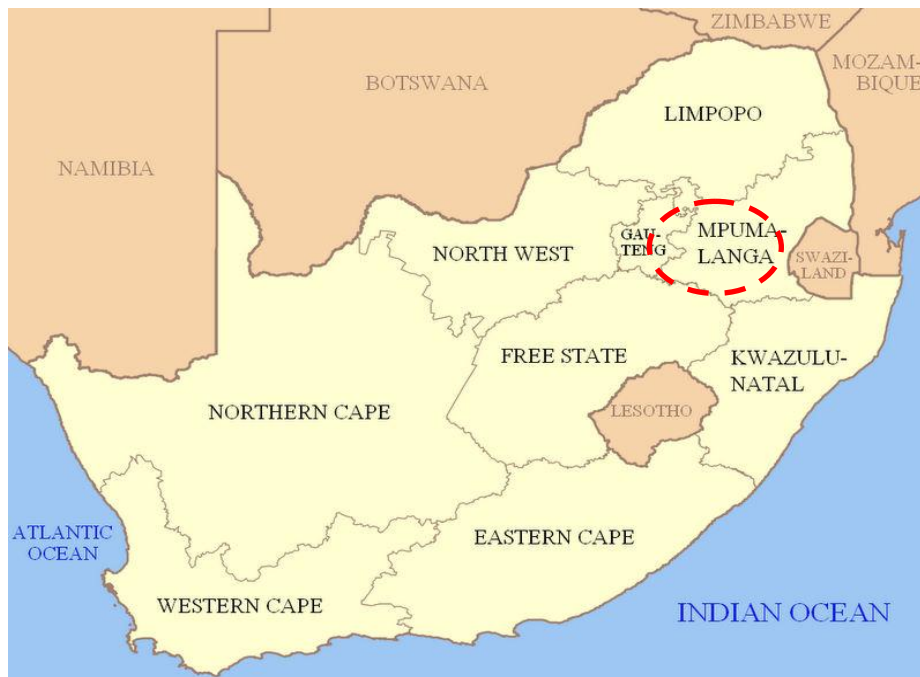 ZIMBABWE
MOZAM-
BIQUE
BOTSWANA
LIMPOPO
NAMIBIA
MPUMA-
LANGA
GAU-
TENG
NORTH WEST
SWAZI-
LAND
FREE STATE
KWAZULU-
NATAL
NORTHERN CAPE
LESOTHO
ATLANTIC
OCEAN
EASTERN CAPE
WESTERN CAPE
INDIAN OCEAN